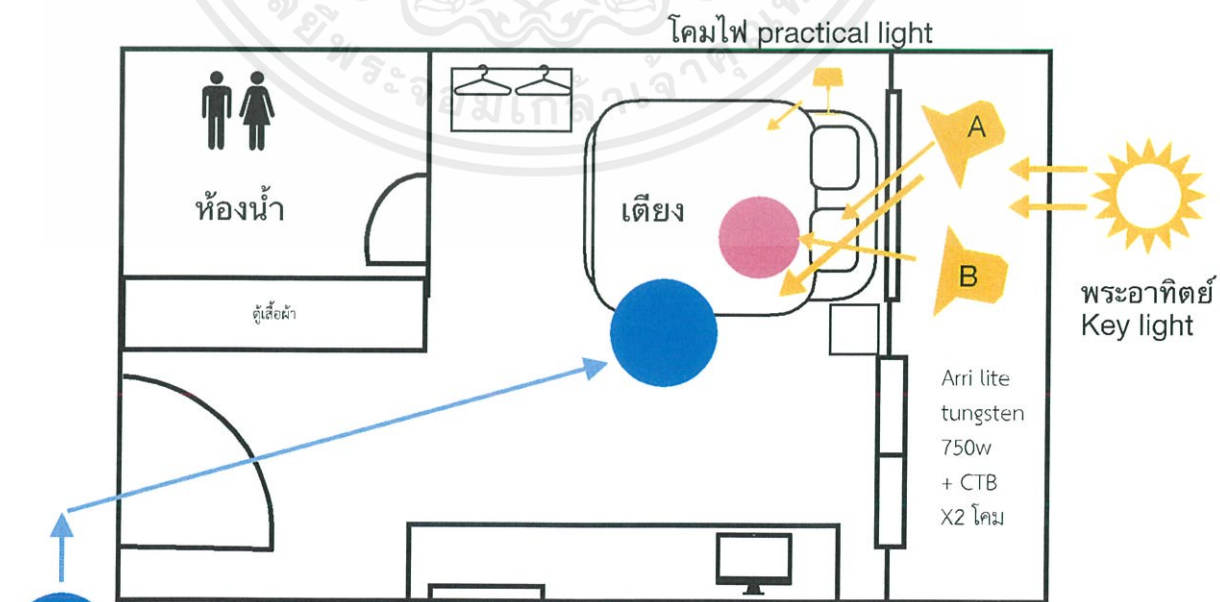 โคมไฟ practical light
A
ห้องน้ำ
เตียง
B
พระอาทิตย์
Key light
ตู้เสื้อผ้า
Arri lite
tungsten
750w
+ CTB
X2 โคม